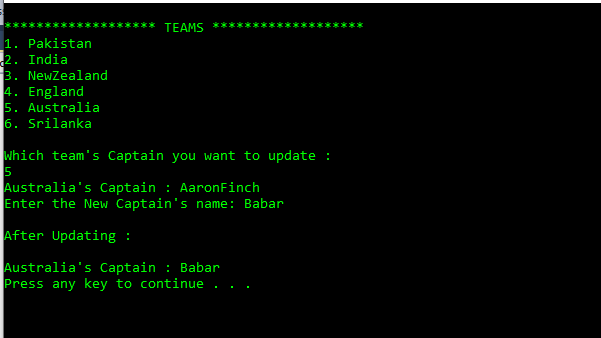 ******************* TEAMS *******************
1. Pakistan
2. India
3. NewZealand
4. England
5. Australia
6. Srilanka
Which team's Captain you want to update :
5
Australia's Captain : AaronFinch
Enter the New Captain's name: Babar
After Updating :
Australia's Captain : Babar
Press any key to continue . . .